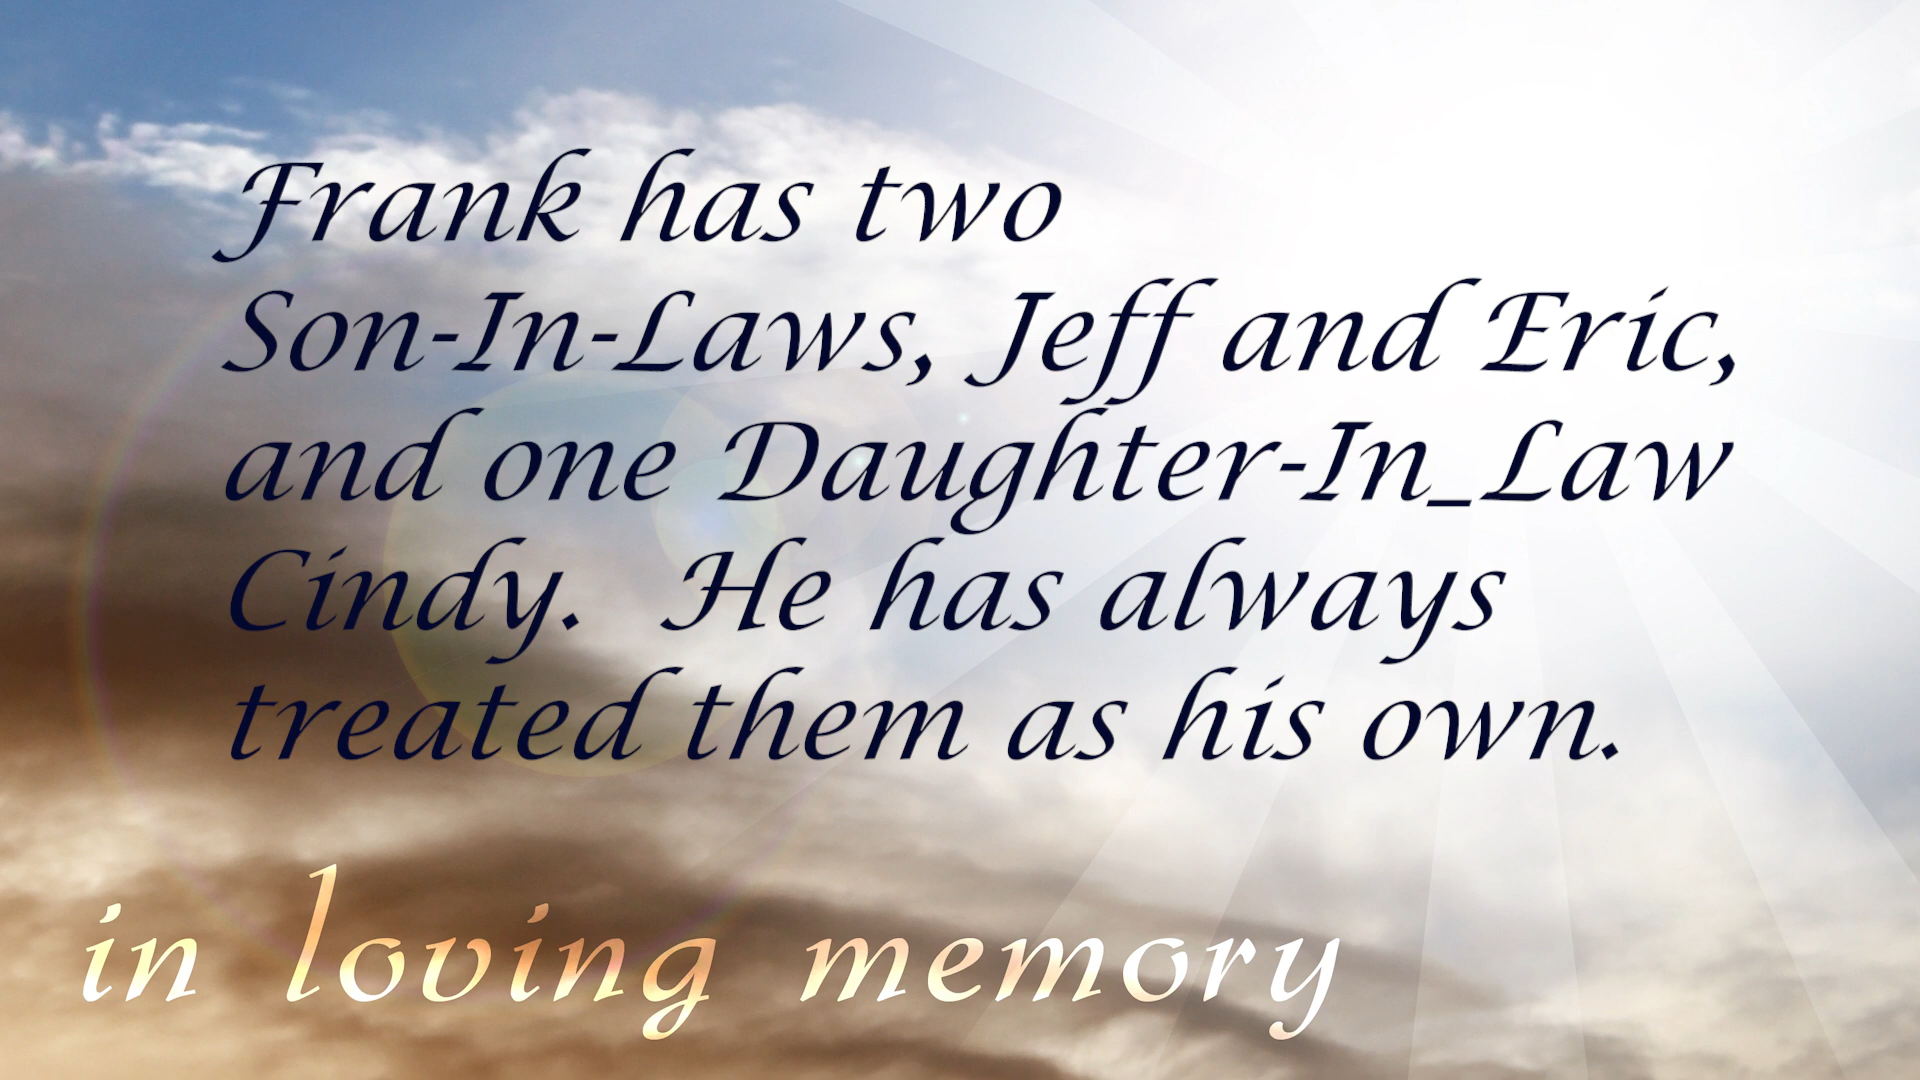 Frank has two
Son-In-Laws, Jeff and Eric,
and one Daughter-In_Law
Cindy.  He has always
treated them as his own.
in loving memory